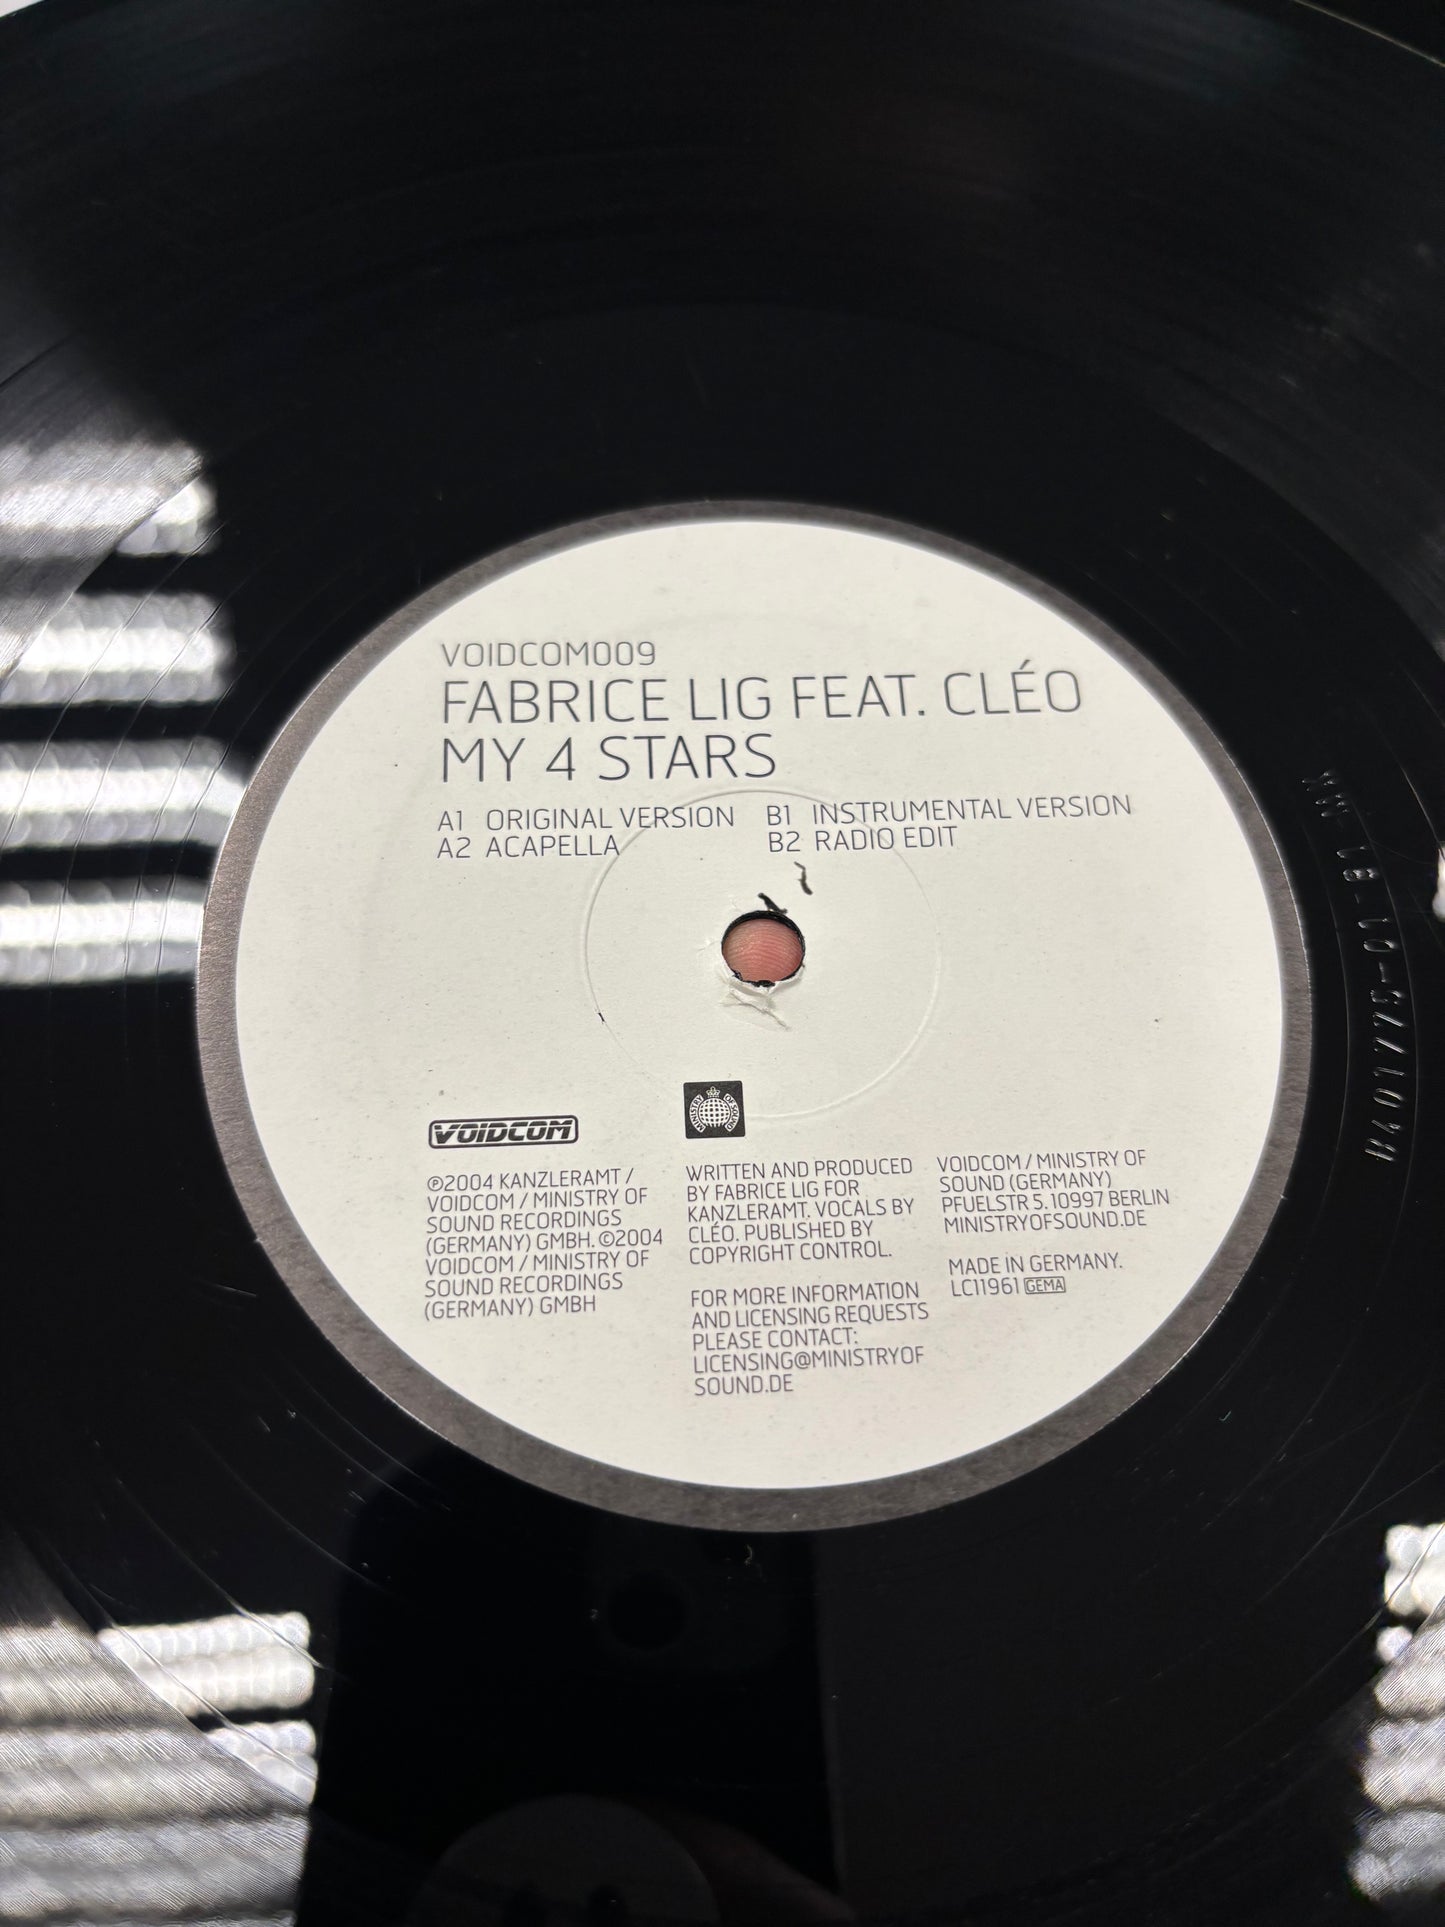 VOIDCOM009
FABRICE LIG FEAT. CLÉO
MY 4 STARS
A1 ORIGINAL VERSION
A2 ACAPELLA
B1 INSTRUMENTAL VERSION
B2 RADIO EDIT
VOIDCOM
MINISTRY OF SOUND
℗2004 KANZLERAMT /
VOIDCOM / MINISTRY OF
SOUND RECORDINGS
(GERMANY) GMBH. ©2004
VOIDCOM / MINISTRY OF
SOUND RECORDINGS
(GERMANY) GMBH
WRITTEN AND PRODUCED
BY FABRICE LIG FOR
KANZLERAMT. VOCALS BY
CLÉO. PUBLISHED BY
COPYRIGHT CONTROL.
FOR MORE INFORMATION
AND LICENSING REQUESTS
PLEASE CONTACT:
LICENSING@MINISTRYOF
SOUND.DE
VOIDCOM / MINISTRY OF
SOUND (GERMANY)
PFUELSTR 5. 10997 BERLIN
MINISTRYOFSOUND.DE
MADE IN GERMANY.
LC11961 GEMA